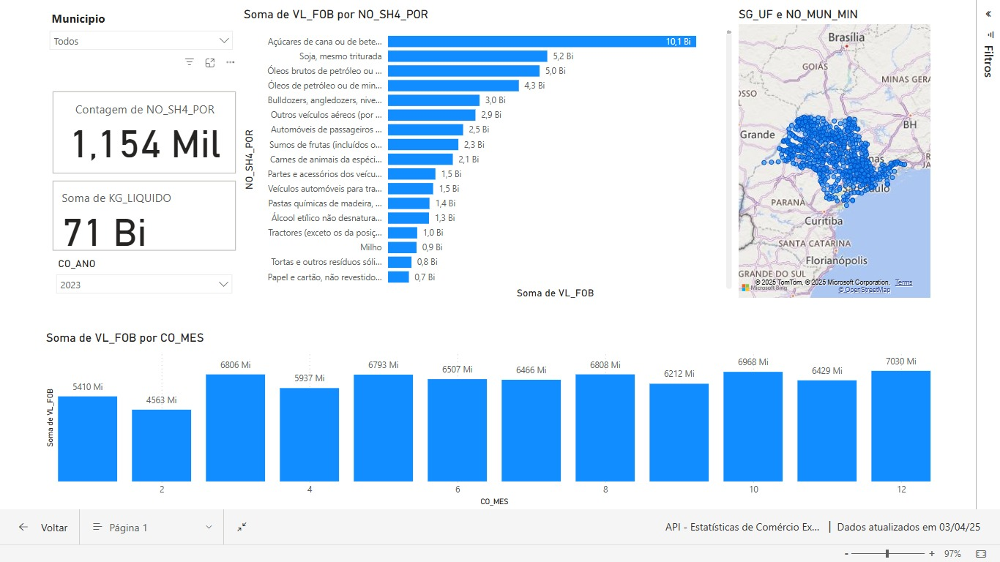 Municipio
Todos
Contagem de NO_SH4_POR
1,154 Mil
Soma de KG_LIQUIDO
71 Bi
CO_ANO
2023
Soma de VL_FOB por NO_SH4_POR
NO_SH4_POR
Açúcares de cana ou de bete... 10,1 Bi
Soja, mesmo triturada 5,2 Bi
Óleos brutos de petróleo ou ... 5,0 Bi
Óleos de petróleo ou de min... 4,3 Bi
Bulldozers, angledozers, nive... 3,0 Bi
Outros veículos aéreos (por ... 2,9 Bi
Automóveis de passageiros ... 2,5 Bi
Sumos de frutas (incluídos o... 2,3 Bi
Carnes de animais da espéci... 2,1 Bi
Partes e acessórios dos veícu... 1,5 Bi
Veículos automóveis para tra... 1,5 Bi
Pastas químicas de madeira, ... 1,4 Bi
Álcool etílico não desnatura... 1,3 Bi
Tractores (exceto os da posiç... 1,0 Bi
Milho 0,9 Bi
Tortas e outros resíduos sóli... 0,8 Bi
Papel e cartão, não revestido... 0,7 Bi
Soma de VL_FOB
SG_UF e NO_MUN_MIN
Brasília
GOIÁS
MINAS GERA
OSSO
L
BH
Grande
nas
R
JA
PARANÁ
Curitiba
SANTA CATARINA
Florianópolis
GRANDE DO SUL
© 2025 TomTom, © 2025 Microsoft Corporation, Terms
Microsoft Bing © OpenStreetMap
Filtros
Soma de VL_FOB por CO_MES
Soma de VL_FOB
5410 Mi 4563 Mi 6806 Mi 5937 Mi 6793 Mi 6507 Mi 6466 Mi 6808 Mi 6212 Mi 6968 Mi 6429 Mi 7030 Mi
2 4 6 8 10 12
CO_MES
Voltar Página 1 API - Estatísticas de Comércio Ex... | Dados atualizados em 03/04/25
- + 97%